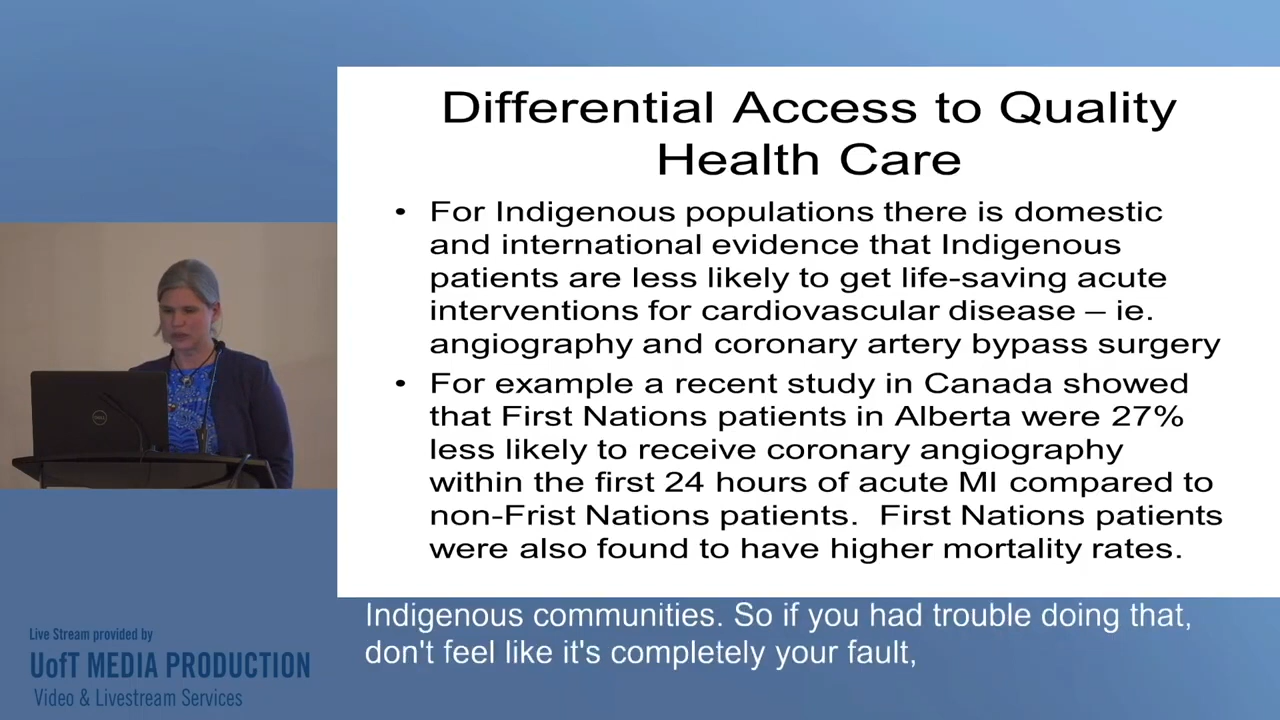 Differential Access to Quality
Health Care
• For Indigenous populations there is domestic
and international evidence that Indigenous
patients are less likely to get life-saving acute
interventions for cardiovascular disease – ie.
angiography and coronary artery bypass surgery
• For example a recent study in Canada showed
that First Nations patients in Alberta were 27%
less likely to receive coronary angiography
within the first 24 hours of acute MI compared to
non-Frist Nations patients.  First Nations patients
were also found to have higher mortality rates.
Indigenous communities. So if you had trouble doing that,
don't feel like it's completely your fault,
Live Stream provided by
UofT MEDIA PRODUCTION
Video & Livestream Services
DELL